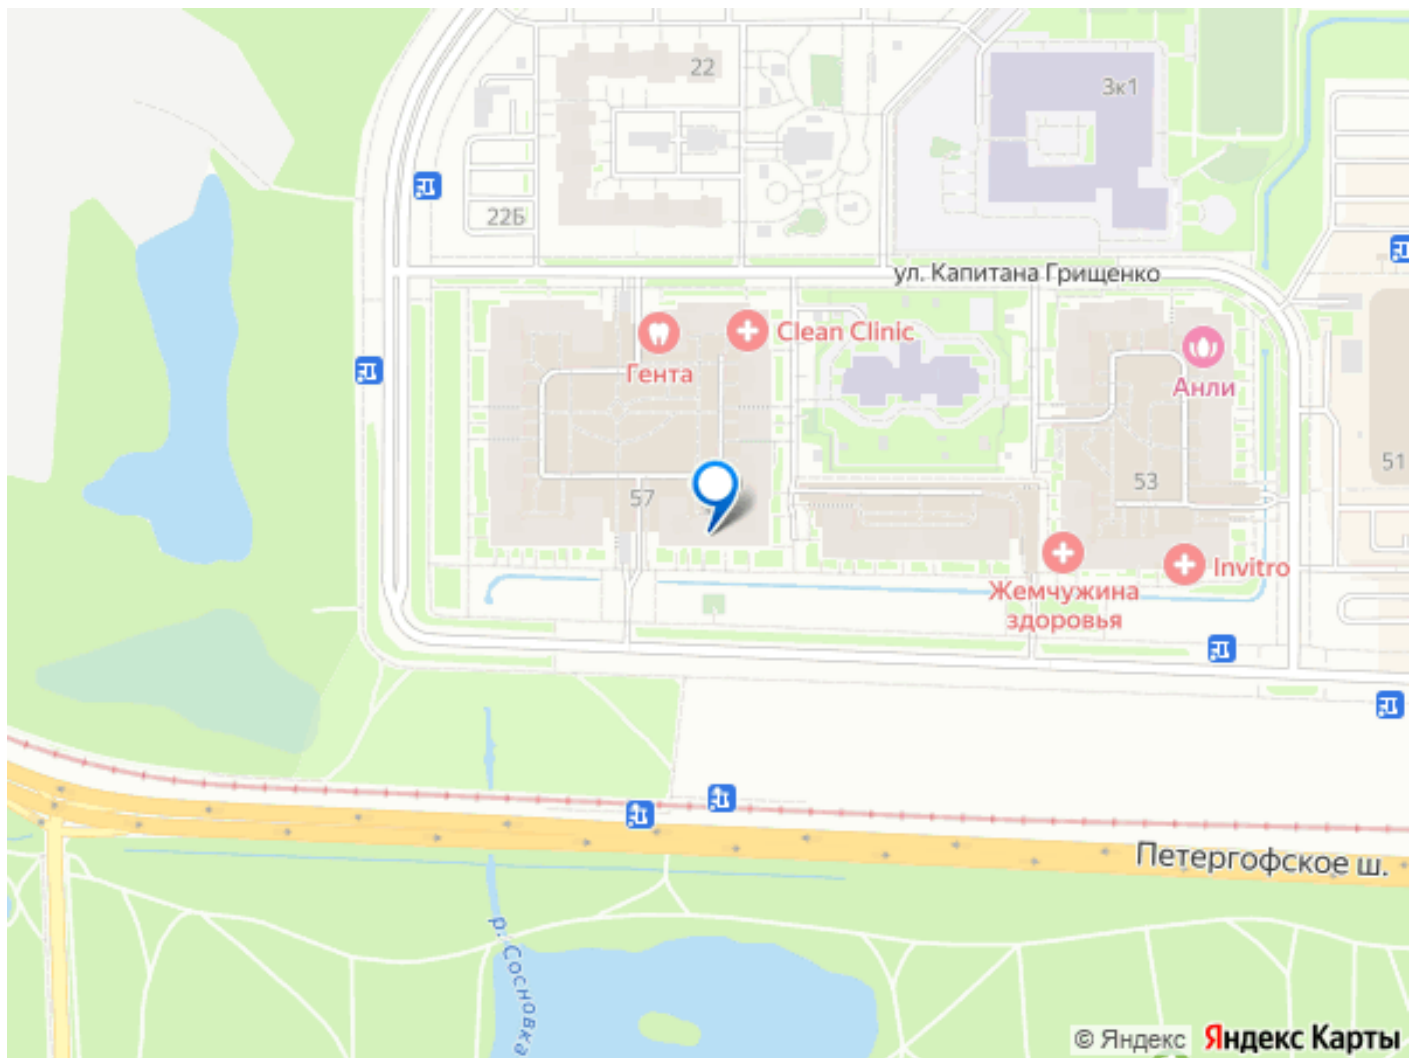 22
3к1
22Б
ул. Капитана Грищенко
Clean Clinic
Гента
Анли
51
53
57
Invitro
Жемчужина
здоровья
Петергофское ш.
р. Сосновка
© Яндекс Яндекс Карты